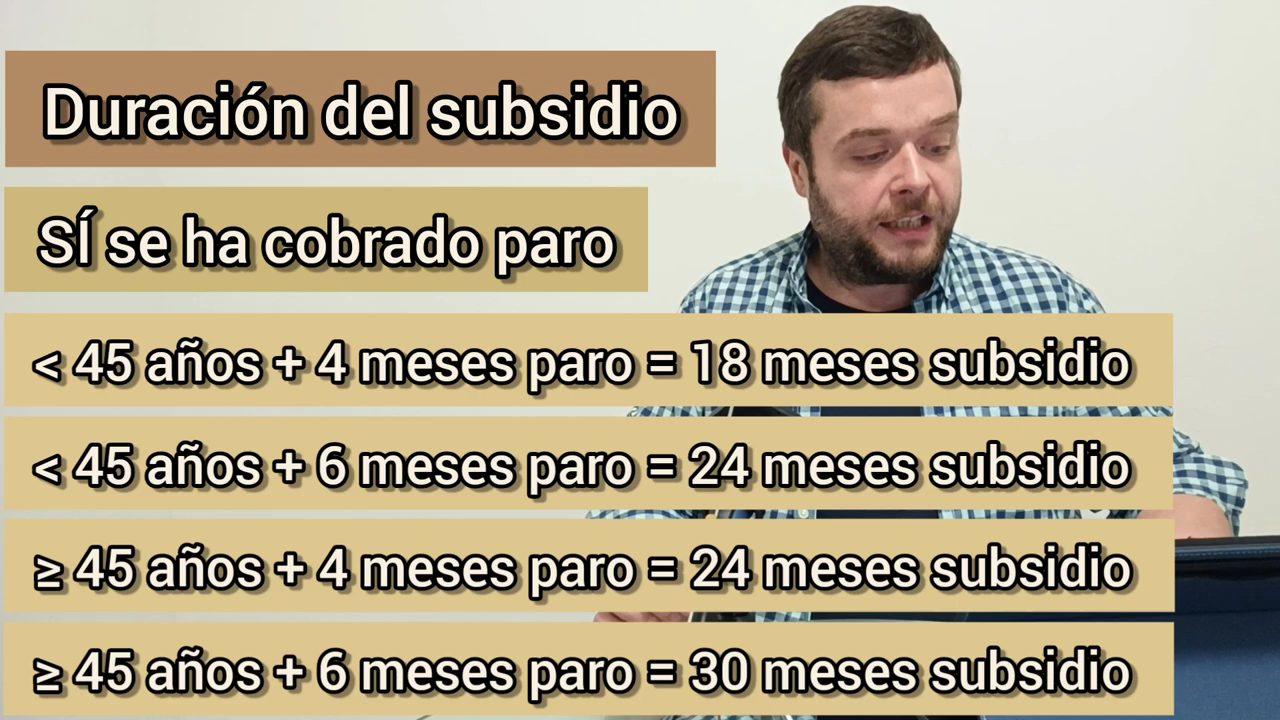 Duración del subsidio
SÍ se ha cobrado paro
< 45 años + 4 meses paro = 18 meses subsidio
< 45 años + 6 meses paro = 24 meses subsidio
≥ 45 años + 4 meses paro = 24 meses subsidio
≥ 45 años + 6 meses paro = 30 meses subsidio